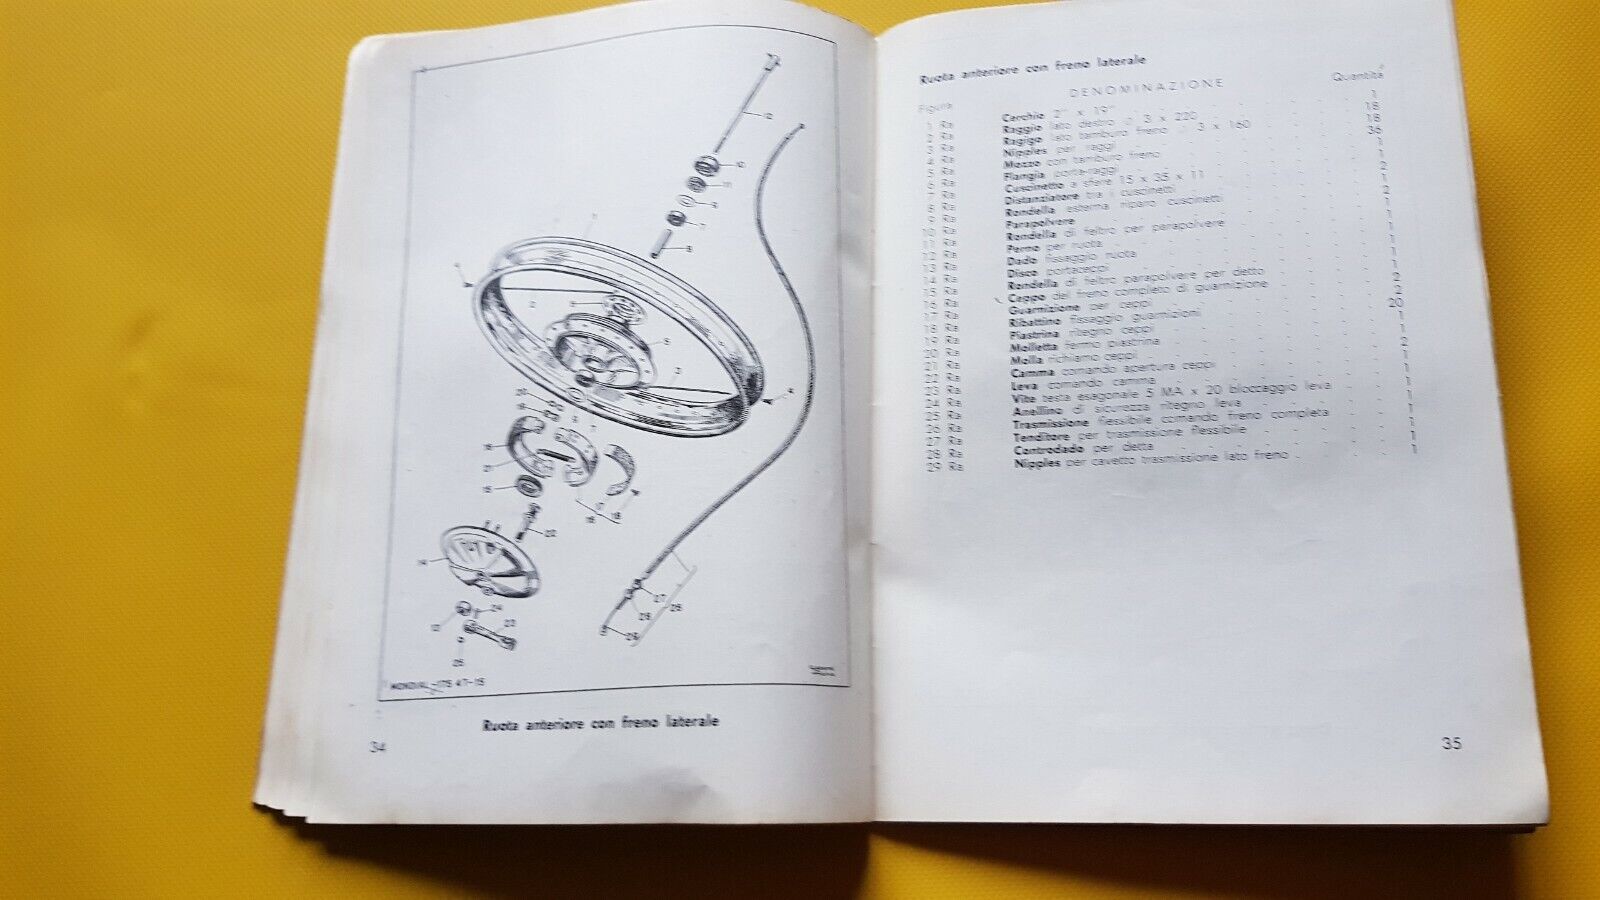 MONDIAL-175 47-15
Ruota anteriore con freno laterale
34
Ruota anteriore con freno laterale
Figura DENOMINAZIONE Quantità
1 Ra Cerchio 2" x 19" 1
2 Ra Raggio lato destro ∅ 3 x 220 18
3 Ra Ragigo lato tamburo freno ∅ 3 x 160 18
4 Ra Nipples per raggi 36
5 Ra Mozzo con tamburo freno 1
6 Ra Flangia porta-raggi 1
7 Ra Cuscinetto a sfere 15 x 35 x 11 2
8 Ra Distanziatore tra i cuscinetti 1
9 Ra Rondella esterna riparo cuscinetti 2
10 Ra Parapolvere 1
11 Ra Rondella di feltro per parapolvere 1
12 Ra Perno per ruota 1
13 Ra Dado fissaggio ruota 1
14 Ra Disco portaceppi 1
15 Ra Rondella di feltro parapolvere per detto 1
16 Ra Ceppo del freno completo di guarnizione 2
17 Ra Guarnizione per ceppi 2
18 Ra Ribattino fissaggio guarnizioni 20
19 Ra Piastrina ritegno ceppi 1
20 Ra Molletta fermo piastrina 1
21 Ra Molla richiamo ceppi 2
22 Ra Camma comando apertura ceppi 1
23 Ra Leva comando camma 1
24 Ra Vite testa esagonale 5 MA x 20 bloccaggio leva 1
25 Ra Anellino di sicurezza ritegno leva 1
26 Ra Trasmissione flessibile comando freno completa 1
27 Ra Tenditore per trasmissione flessibile 1
28 Ra Controdado per detta 1
29 Ra Nipples per cavetto trasmissione lato freno 1
35